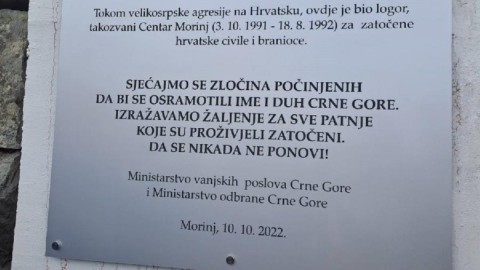 Tokom velikosrpske agresije na Hrvatsku, ovdje je bio logor,
takozvani Centar Morinj (3. 10. 1991 - 18. 8. 1992) za zatočene
hrvatske civile i branioce.
SJEĆAJMO SE ZLOČINA POČINJENIH
DA BI SE OSRAMOTILI IME I DUH CRNE GORE.
IZRAŽAVAMO ŽALJENJE ZA SVE PATNJE
KOJE SU PROŽIVJELI ZATOČENI.
DA SE NIKADA NE PONOVI!
Ministarstvo vanjskih poslova Crne Gore
i Ministarstvo odbrane Crne Gore
Morinj, 10. 10. 2022.